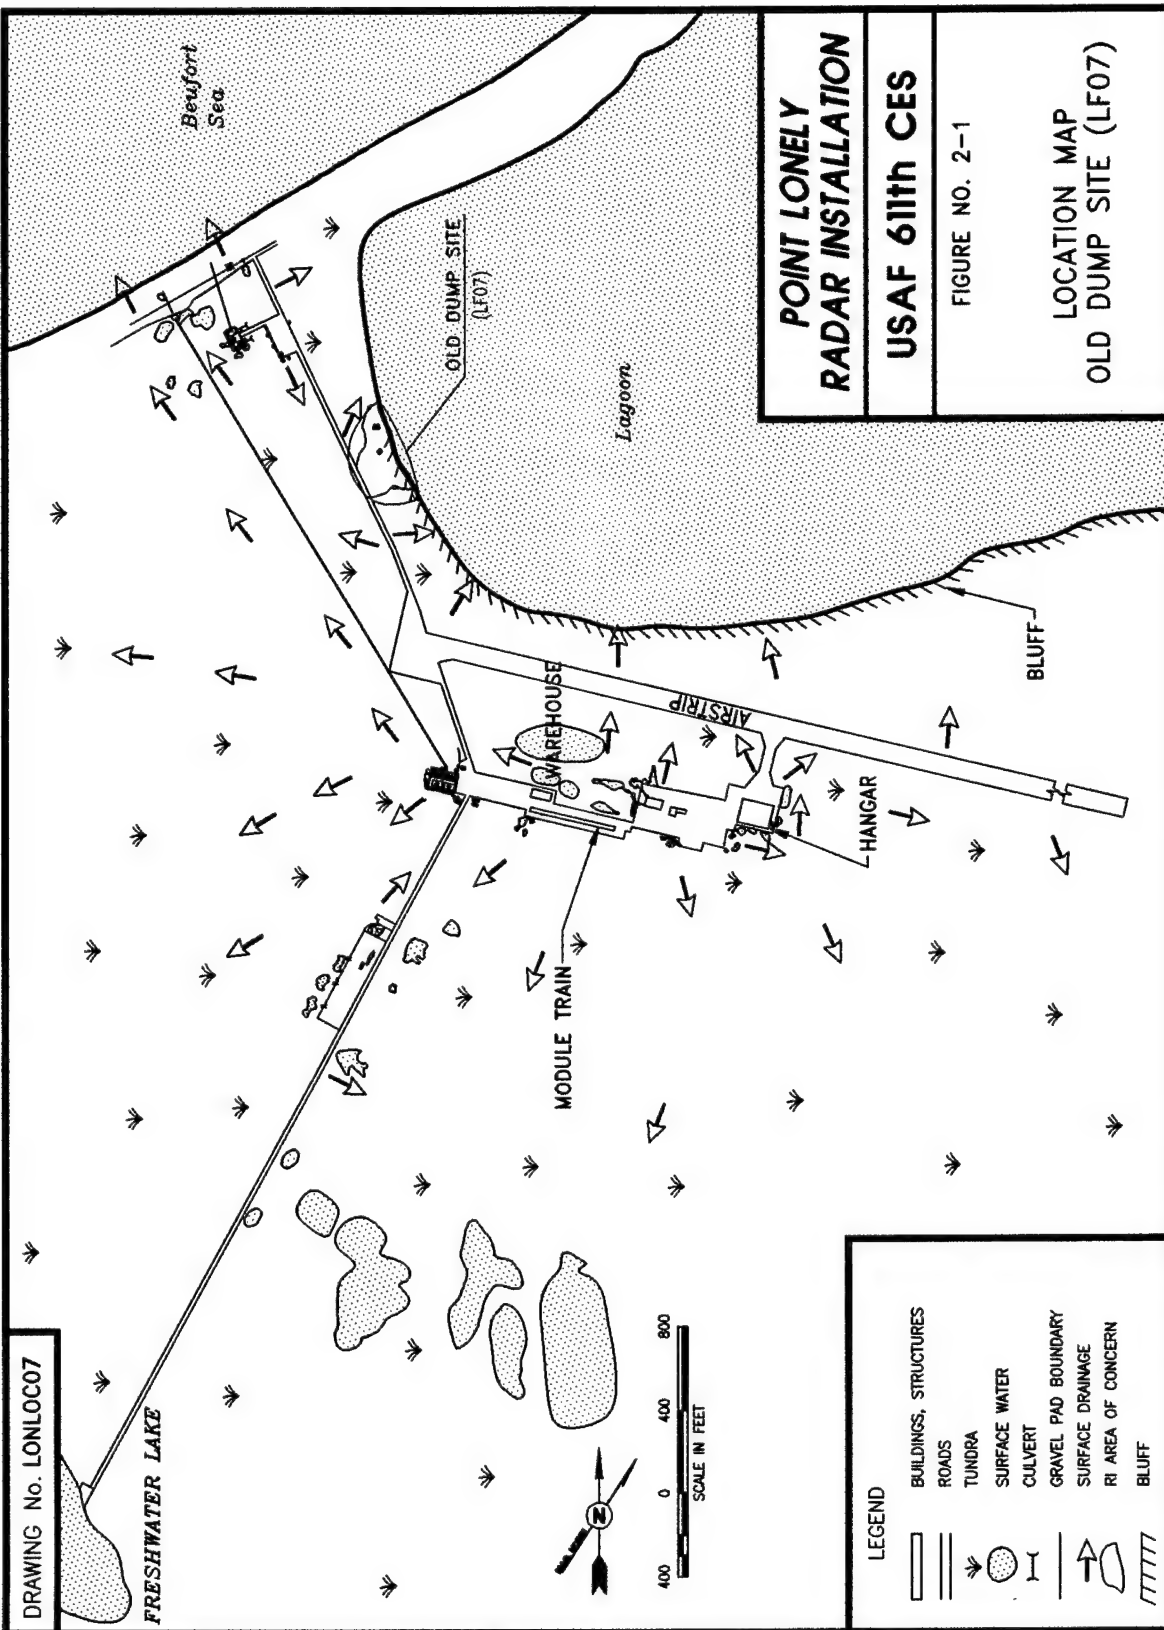 DRAWING No. LONLOC07
FRESHWATER LAKE
Beufort
Sea
OLD DUMP SITE
(LF07)
Lagoon
WAREHOUSE
AIRSTRIP
BLUFF
HANGAR
MODULE TRAIN
N
400 0 400 800
SCALE IN FEET
LEGEND
BUILDINGS, STRUCTURES
ROADS
TUNDRA
SURFACE WATER
CULVERT
GRAVEL PAD BOUNDARY
SURFACE DRAINAGE
RI AREA OF CONCERN
BLUFF
POINT LONELY
RADAR INSTALLATION
USAF 611th CES
FIGURE NO. 2-1
LOCATION MAP
OLD DUMP SITE (LF07)